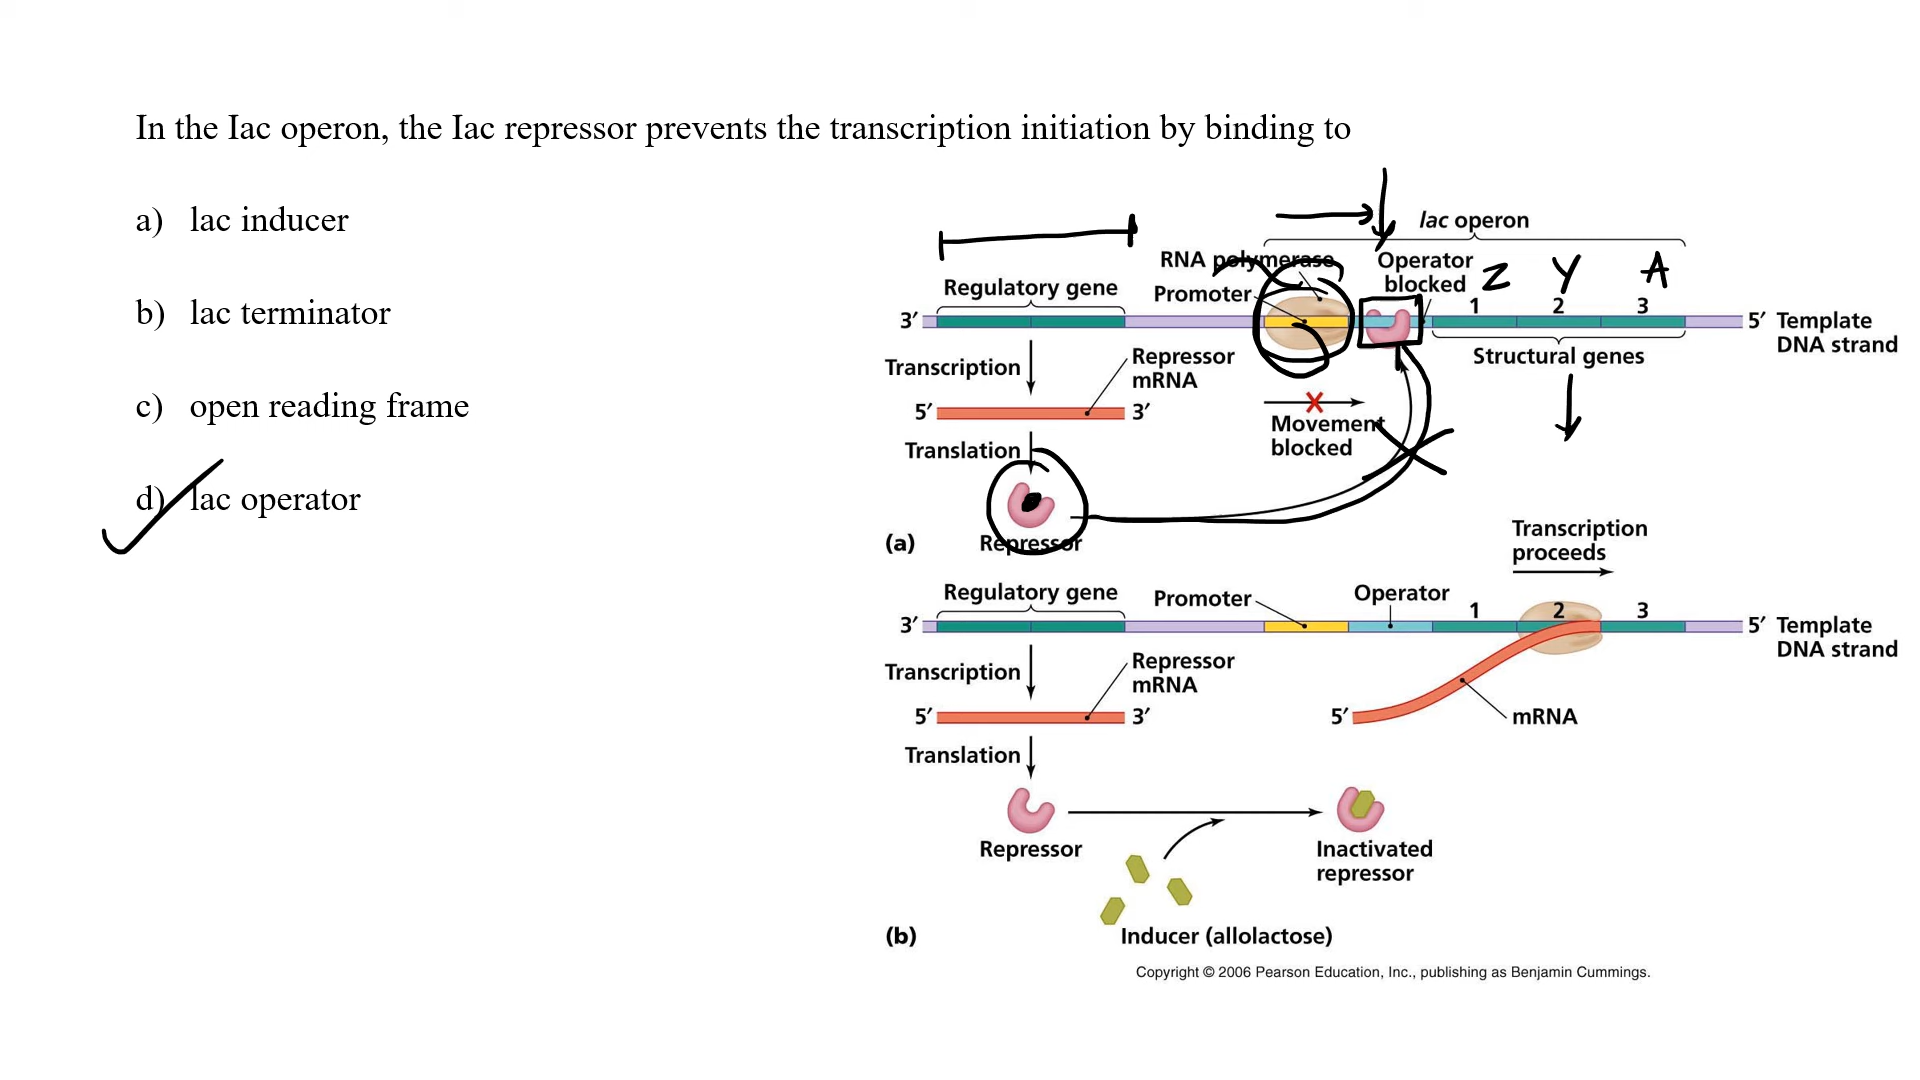 In the Iac operon, the Iac repressor prevents the transcription initiation by binding to
a) lac inducer
b) lac terminator
c) open reading frame
d) lac operator
lac operon
RNA polymerase
Operator
blocked
Z Y A
Regulatory gene
Promoter
1 2 3
3′
5′ Template
DNA strand
Structural genes
Transcription
Repressor
mRNA
5′ 3′
Movement
blocked
Translation
Repressor
(a)
Transcription
proceeds
Regulatory gene
Promoter
Operator
1 2 3
3′
5′ Template
DNA strand
Transcription
Repressor
mRNA
5′ 3′
5′
mRNA
Translation
Repressor
Inactivated
repressor
(b)
Inducer (allolactose)
Copyright © 2006 Pearson Education, Inc., publishing as Benjamin Cummings.